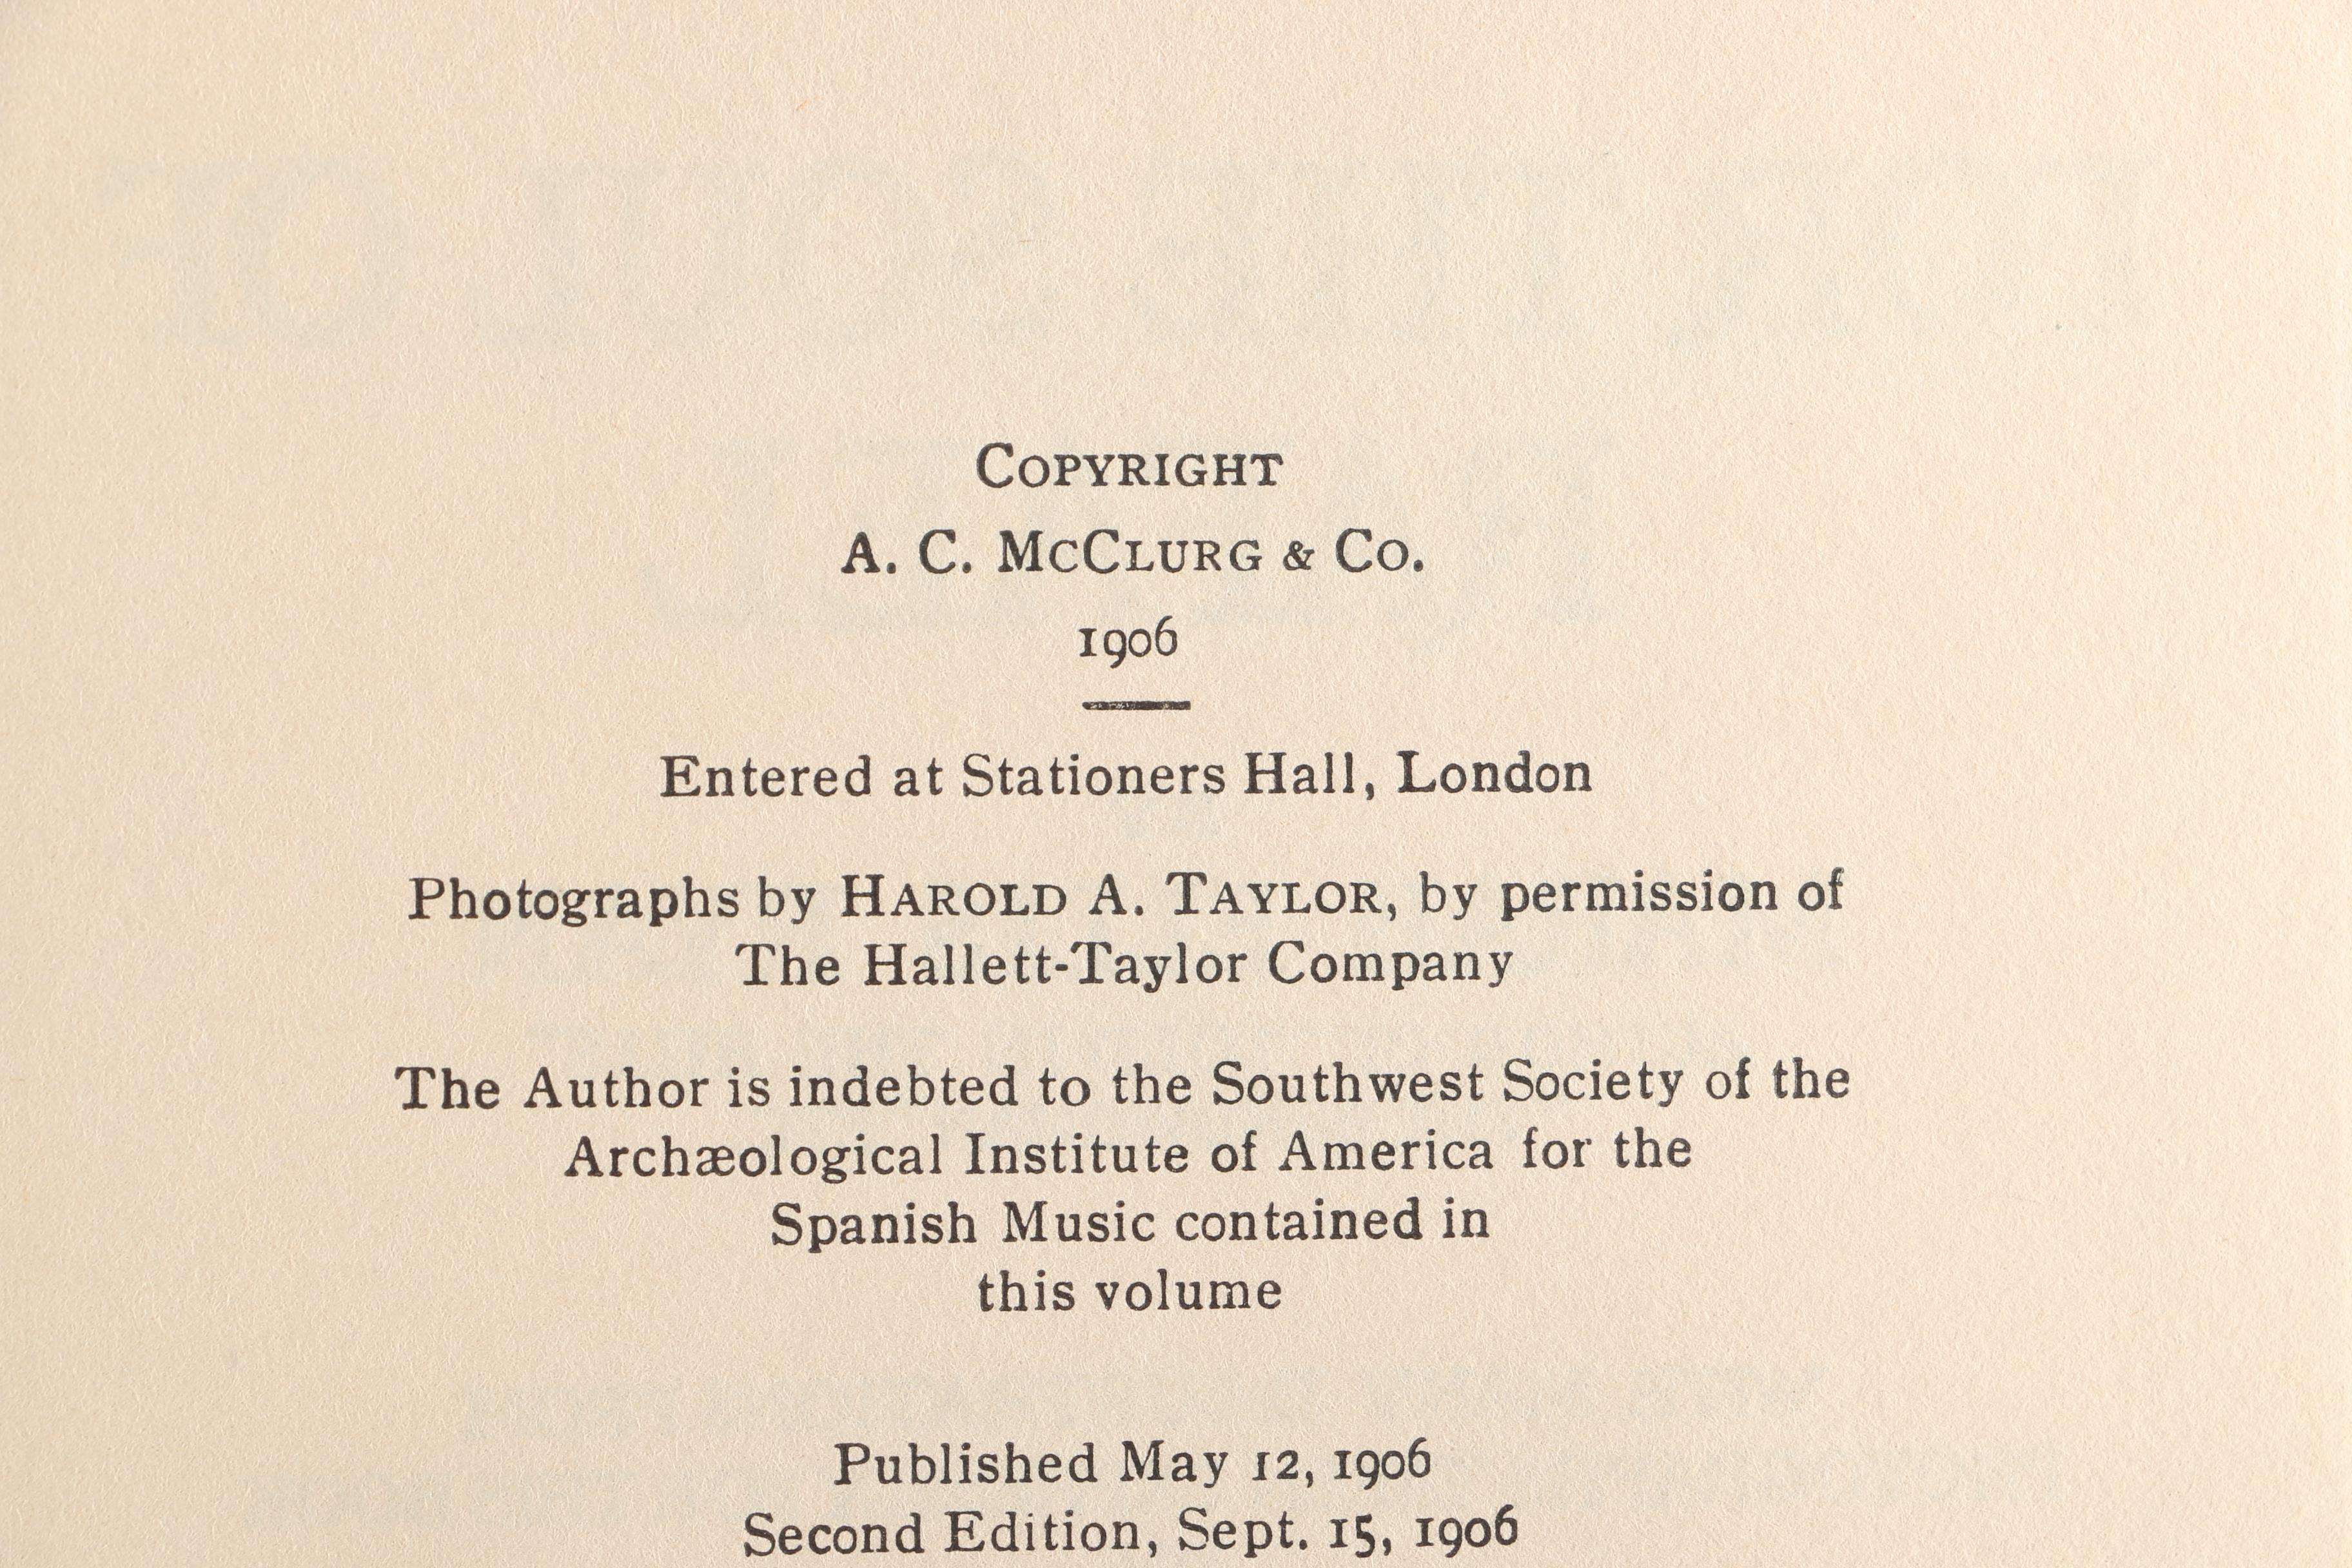 Copyright
A. C. McClurg & Co.
1906
Entered at Stationers Hall, London
Photographs by Harold A. Taylor, by permission of
The Hallett-Taylor Company
The Author is indebted to the Southwest Society of the
Archæological Institute of America for the
Spanish Music contained in
this volume
Published May 12, 1906
Second Edition, Sept. 15, 1906